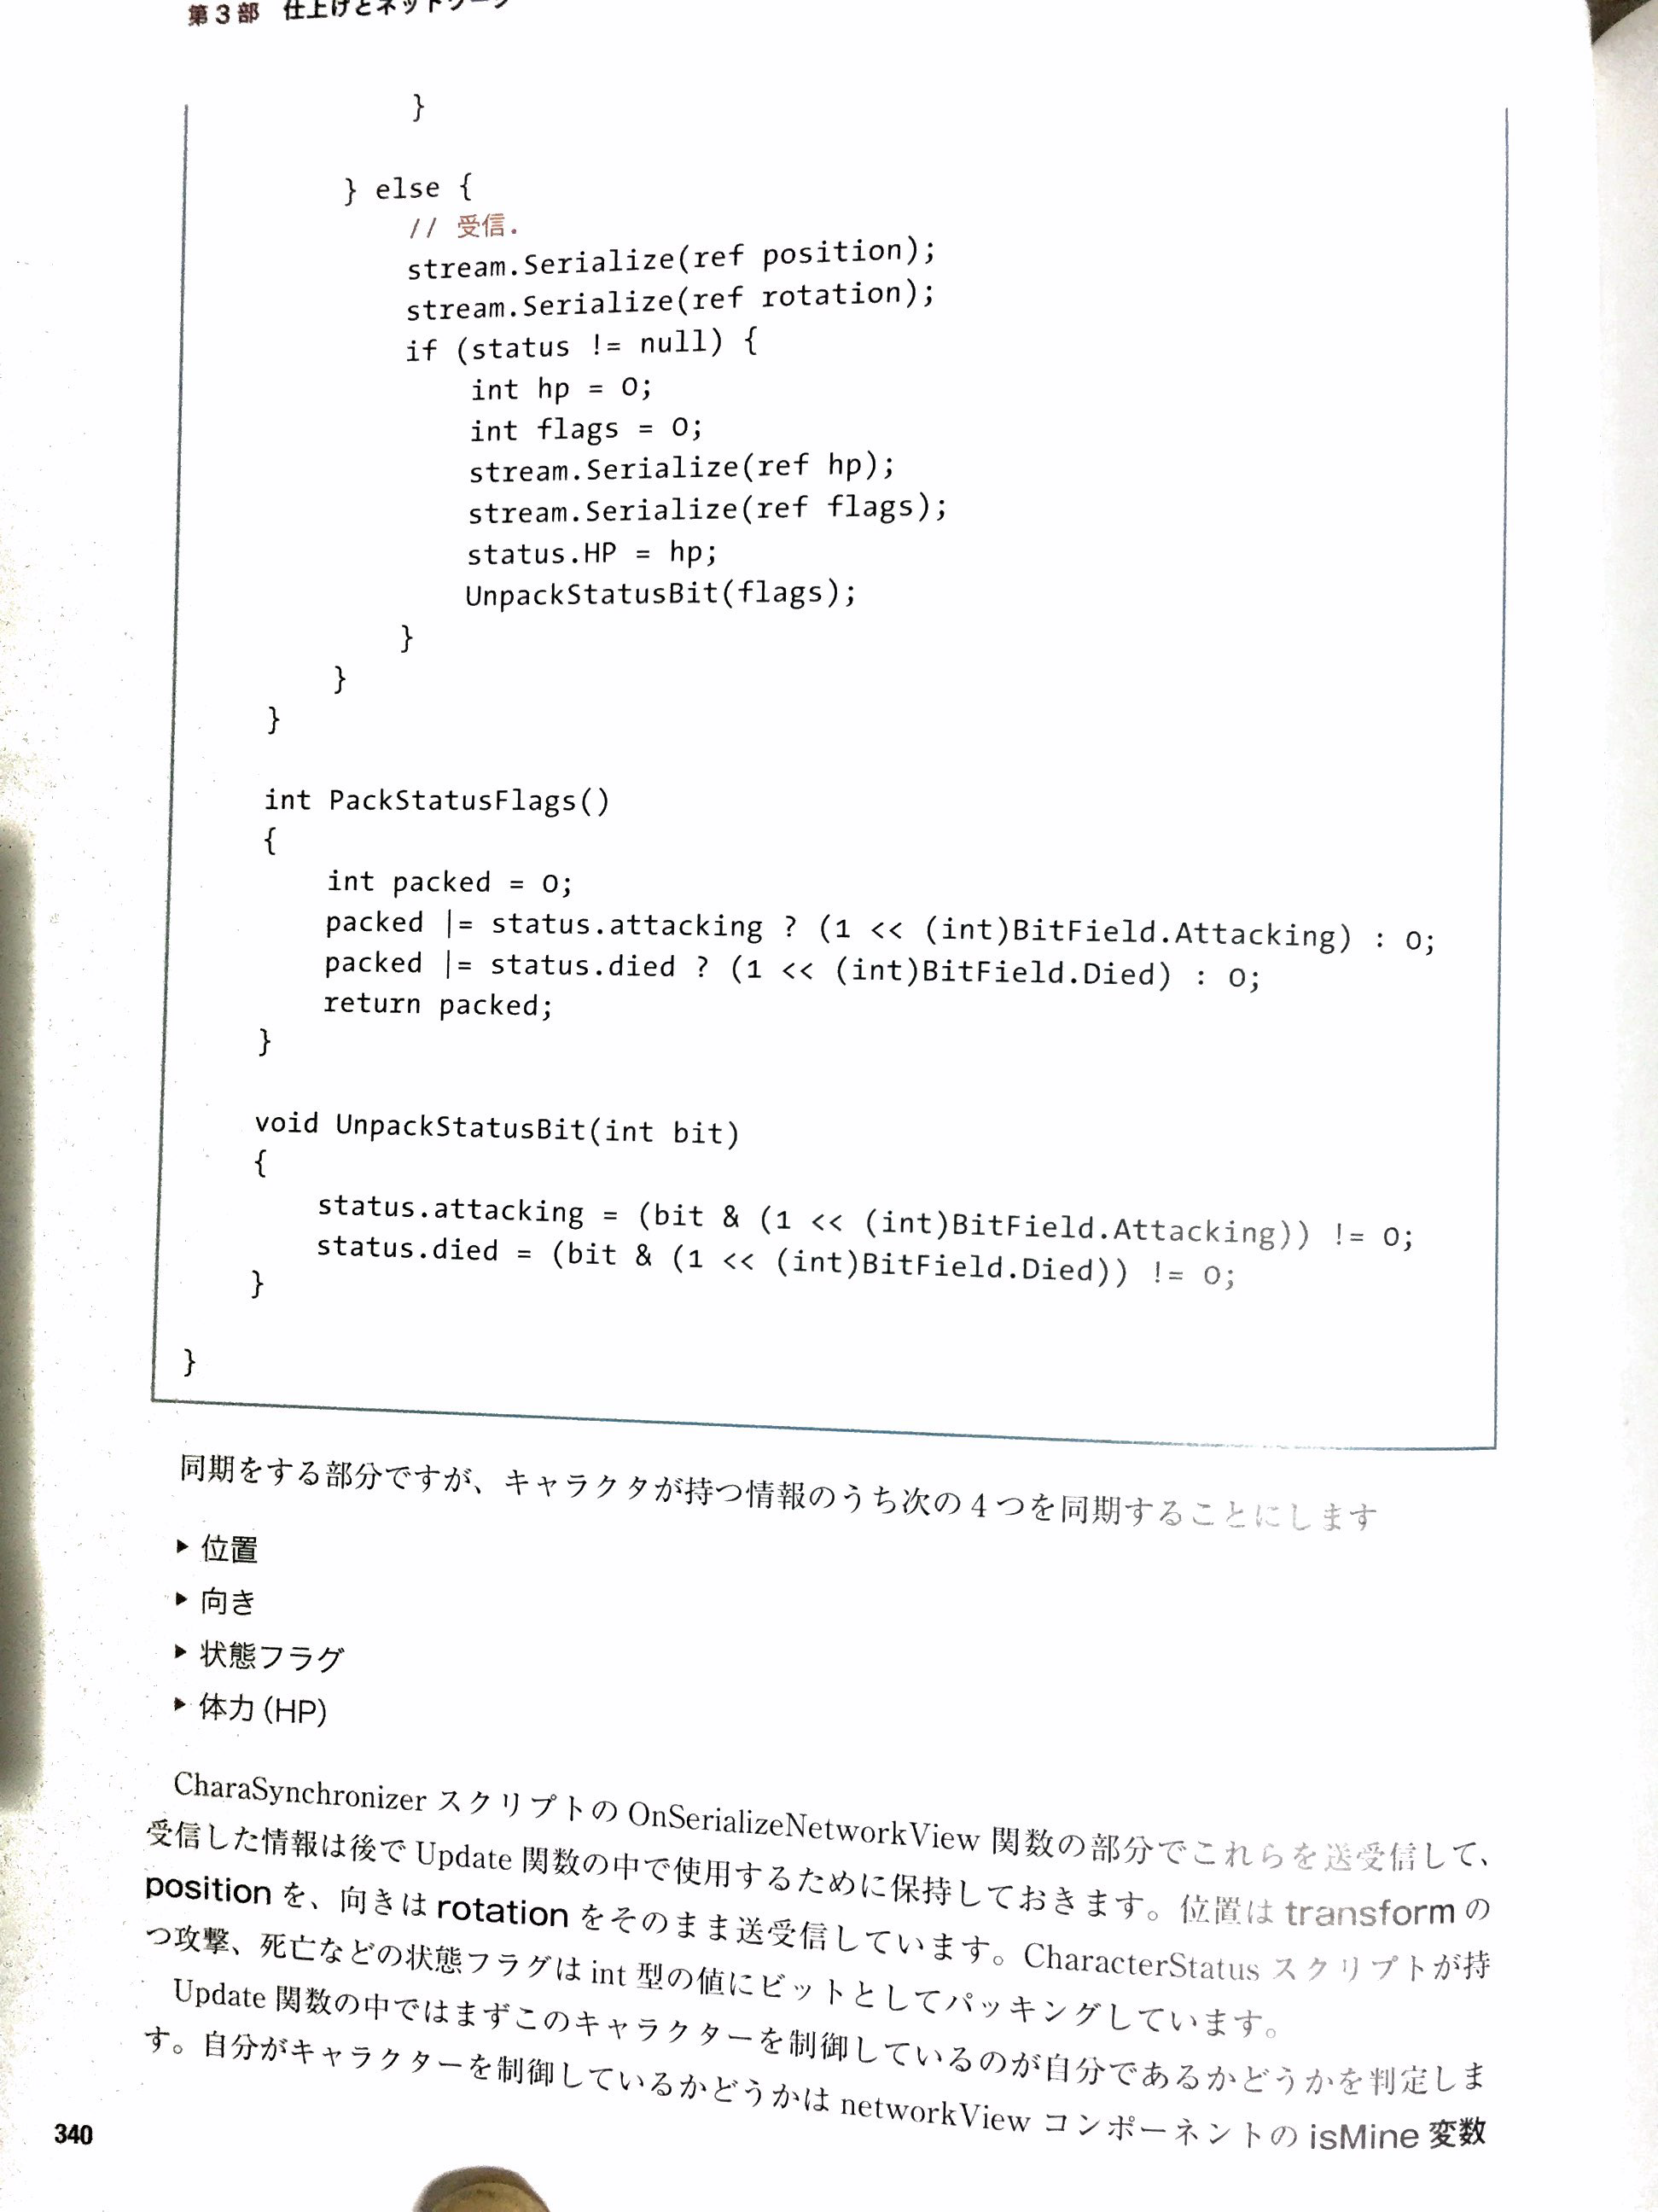 第3部 仕上げとネットワーク
}
} else {
// 受信.
stream.Serialize(ref position);
stream.Serialize(ref rotation);
if (status != null) {
int hp = 0;
int flags = 0;
stream.Serialize(ref hp);
stream.Serialize(ref flags);
status.HP = hp;
UnpackStatusBit(flags);
}
}
}
int PackStatusFlags()
{
int packed = 0;
packed |= status.attacking ? (1 << (int)BitField.Attacking) : 0;
packed |= status.died ? (1 << (int)BitField.Died) : 0;
return packed;
}
void UnpackStatusBit(int bit)
{
status.attacking = (bit & (1 << (int)BitField.Attacking)) != 0;
status.died = (bit & (1 << (int)BitField.Died)) != 0;
}
}
同期をする部分ですが、キャラクタが持つ情報のうち次の4つを同期することにします
▶ 位置
▶ 向き
▶ 状態フラグ
▶ 体力(HP)
CharaSynchronizer スクリプトの OnSerializeNetworkView 関数の部分でこれらを送受信して、
受信した情報は後で Update 関数の中で使用するために保持しておきます。位置は transform の
position を、向きは rotation をそのまま送受信しています。CharacterStatus スクリプトが持
つ攻撃、死亡などの状態フラグは int 型の値にビットとしてパッキングしています。
Update 関数の中ではまずこのキャラクターを制御しているのが自分であるかどうかを判定しま
す。自分がキャラクターを制御しているかどうかは networkView コンポーネントの isMine 変数
340